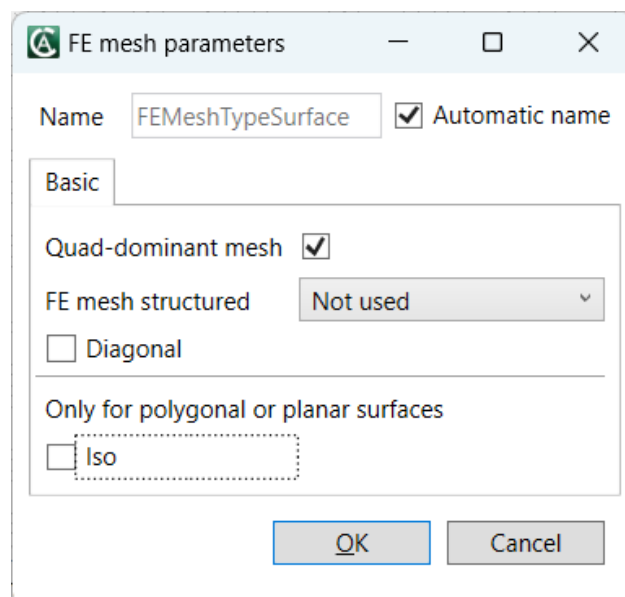 FE mesh parameters
Name FEMeshTypeSurface Automatic name
Basic
Quad-dominant mesh
FE mesh structured Not used
Diagonal
Only for polygonal or planar surfaces
Iso
OK Cancel